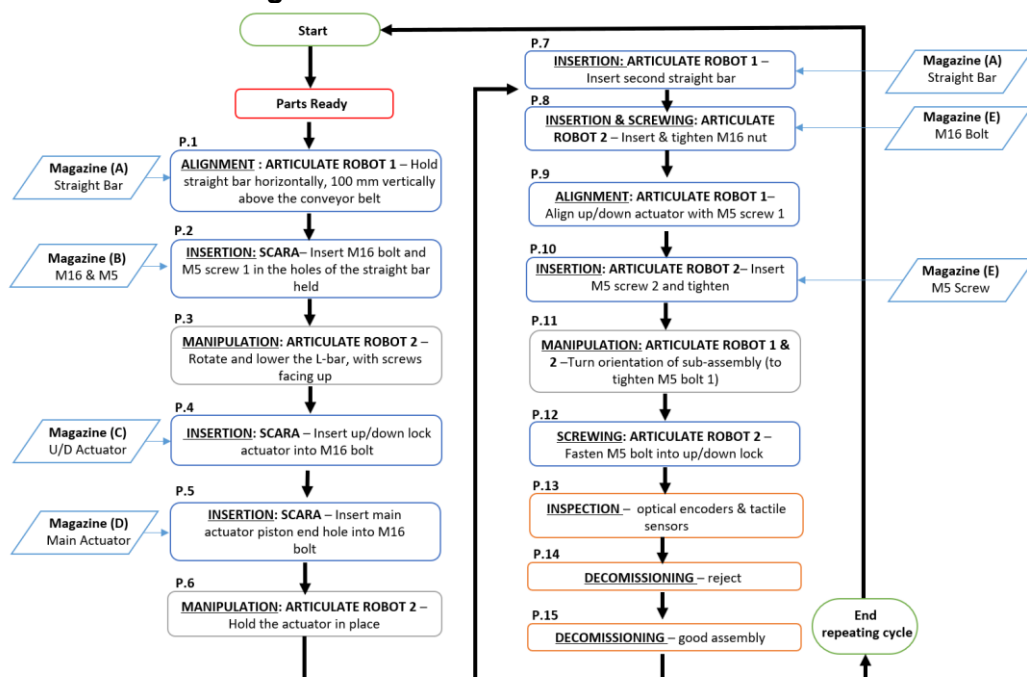 Start
Parts Ready
P.1
ALIGNMENT : ARTICULATE ROBOT 1 – Hold
straight bar horizontally, 100 mm vertically
above the conveyor belt
Magazine (A)
Straight Bar
P.2
INSERTION: SCARA– Insert M16 bolt and
M5 screw 1 in the holes of the straight bar
held
Magazine (B)
M16 & M5
P.3
MANIPULATION: ARTICULATE ROBOT 2 –
Rotate and lower the L-bar, with screws
facing up
P.4
INSERTION: SCARA – Insert up/down lock
actuator into M16 bolt
Magazine (C)
U/D Actuator
P.5
INSERTION: SCARA – Insert main
actuator piston end hole into M16
bolt
Magazine (D)
Main Actuator
P.6
MANIPULATION: ARTICULATE ROBOT 2 –
Hold the actuator in place
P.7
INSERTION: ARTICULATE ROBOT 1 –
Insert second straight bar
Magazine (A)
Straight Bar
P.8
INSERTION & SCREWING: ARTICULATE
ROBOT 2 – Insert & tighten M16 nut
Magazine (E)
M16 Bolt
P.9
ALIGNMENT: ARTICULATE ROBOT 1–
Align up/down actuator with M5 screw 1
P.10
INSERTION: ARTICULATE ROBOT 2– Insert
M5 screw 2 and tighten
Magazine (E)
M5 Screw
P.11
MANIPULATION: ARTICULATE ROBOT 1 &
2 –Turn orientation of sub-assembly (to
tighten M5 bolt 1)
P.12
SCREWING: ARTICULATE ROBOT 2 –
Fasten M5 bolt into up/down lock
P.13
INSPECTION – optical encoders & tactile
sensors
P.14
DECOMISSIONING – reject
P.15
DECOMISSIONING – good assembly
End
repeating cycle